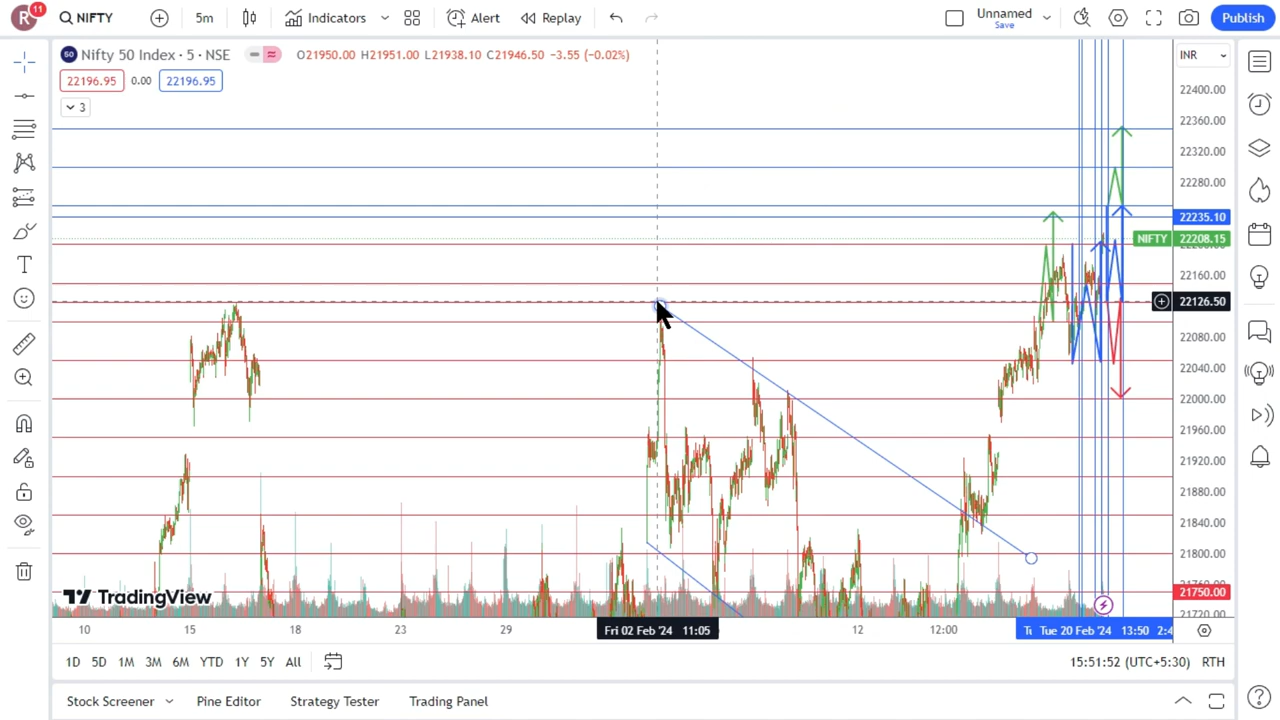 R 11 NIFTY 5m Indicators Alert Replay Unnamed Save Publish
50 Nifty 50 Index · 5 · NSE O21950.00 H21951.00 L21938.10 C21946.50 −3.55 (−0.02%) INR
22196.95 0.00 22196.95
3
22400.00
22360.00
22320.00
22280.00
22235.10
NIFTY 22208.15
22160.00
22126.50
22080.00
22040.00
22000.00
21960.00
21920.00
21880.00
21840.00
21800.00
21750.00
21720.00
TradingView
10 15 18 23 29 Fri 02 Feb '24 11:05 12 12:00 Tue 20 Feb '24 13:50
1D 5D 1M 3M 6M YTD 1Y 5Y All 15:51:52 (UTC+5:30) RTH
Stock Screener Pine Editor Strategy Tester Trading Panel